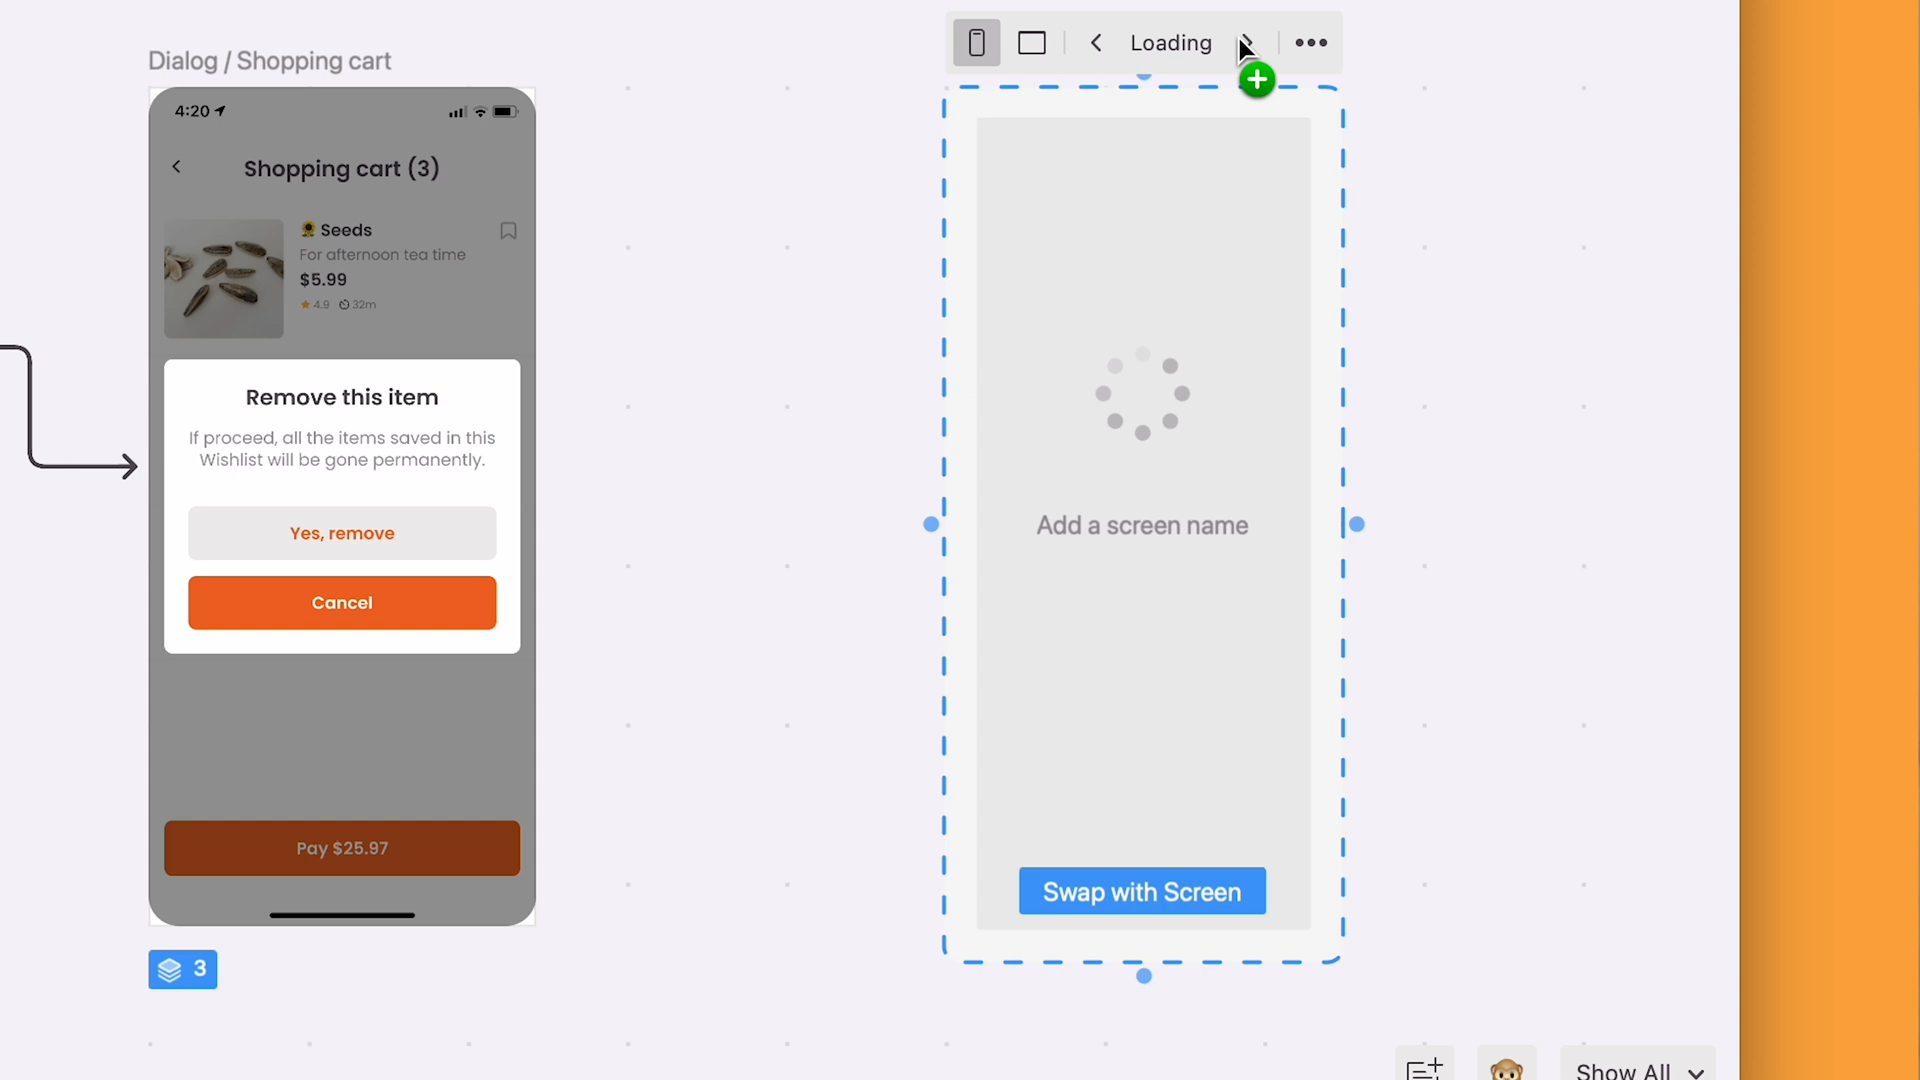 Dialog / Shopping cart
4:20
Shopping cart (3)
🌻 Seeds
For afternoon tea time
$5.99
4.9 32m
Remove this item
If proceed, all the items saved in this
Wishlist will be gone permanently.
Yes, remove
Cancel
Pay $25.97
3
Loading
Add a screen name
Swap with Screen
Show All